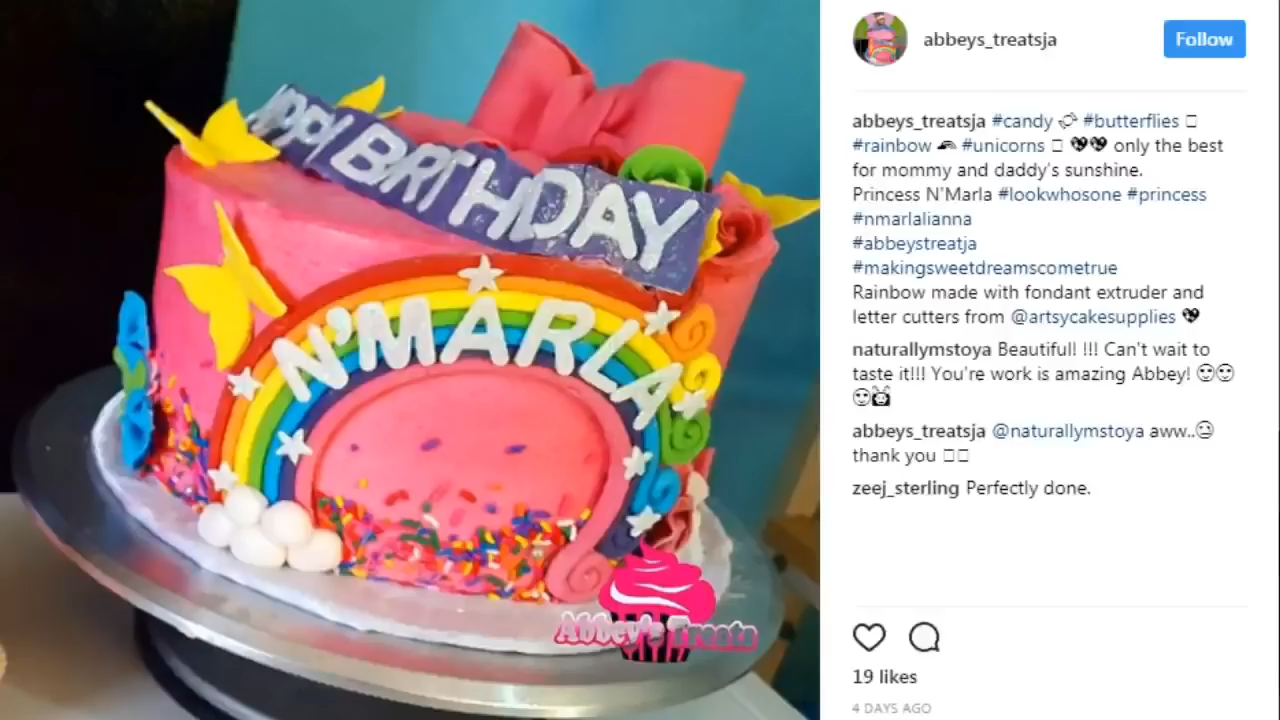 HAPPY BIRTHDAY
N'MARLA
Abbey's Treats
abbeys_treatsja
Follow
abbeys_treatsja #candy #butterflies
#rainbow #unicorns only the best
for mommy and daddy's sunshine.
Princess N'Marla #lookwhosone #princess
#nmarlalianna
#abbeystreatja
#makingsweetdreamscometrue
Rainbow made with fondant extruder and
letter cutters from @artsycakesupplies
naturallymstoya Beautifull !!! Can't wait to
taste it!!! You're work is amazing Abbey!
abbeys_treatsja @naturallymstoya aww..
thank you
zeej_sterling Perfectly done.
19 likes
4 DAYS AGO